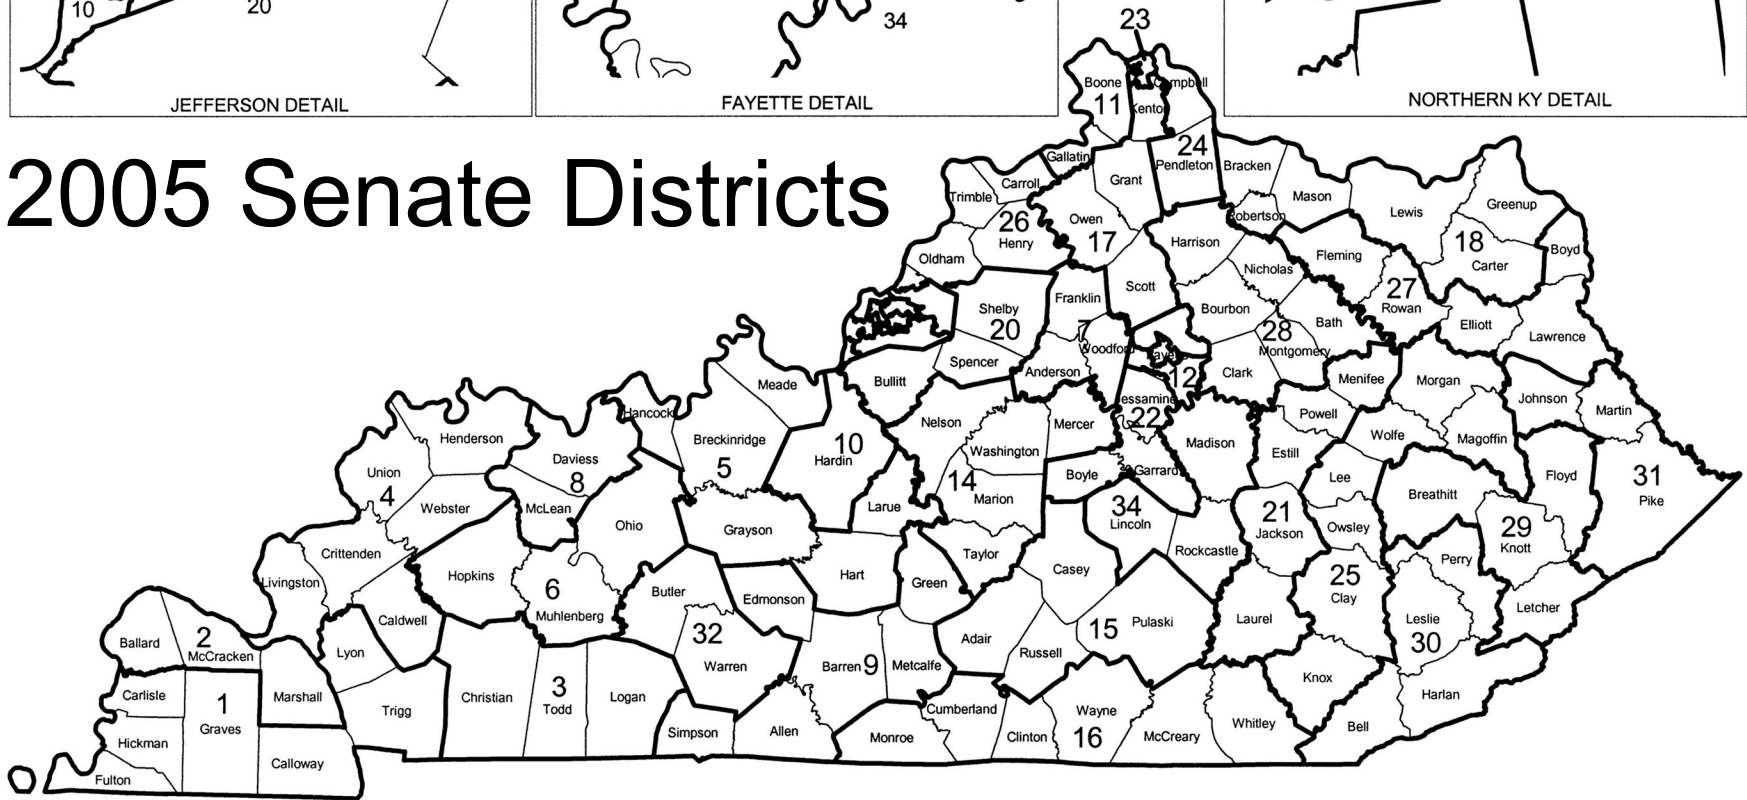 10
20
34
23
JEFFERSON DETAIL
FAYETTE DETAIL
NORTHERN KY DETAIL
2005 Senate Districts
Boone
Campbell
11
Kenton
24
Gallatin
Pendleton
Bracken
Carroll
Grant
Trimble
Mason
Robertson
Lewis
Greenup
26
Owen
Henry
17
Harrison
18
Boyd
Oldham
Fleming
Carter
Nicholas
Scott
27
Franklin
Shelby
Bourbon
Rowan
20
7
Bath
Elliott
28
Lawrence
Woodford
Fayette
Montgomery
Spencer
Anderson
12
Clark
Menifee
Morgan
Bullitt
Meade
Johnson
Martin
Hancock
Nelson
Jessamine
Mercer
22
Powell
Henderson
Breckinridge
10
Madison
Wolfe
Magoffin
Washington
Daviess
Hardin
Estill
Union
5
8
Boyle
Garrard
Lee
Floyd
31
4
14
Marion
Pike
Webster
McLean
Larue
34
Lincoln
Breathitt
Ohio
Grayson
21
Jackson
Owsley
29
Knott
Crittenden
Taylor
Rockcastle
Perry
Livingston
Hopkins
Hart
Green
Casey
25
Clay
6
Muhlenberg
Butler
Edmonson
Letcher
Caldwell
Laurel
Leslie
Ballard
2
McCracken
32
15
Pulaski
30
Lyon
Warren
Adair
Russell
Barren
9
Metcalfe
Knox
Carlisle
Marshall
Christian
3
Todd
Logan
Harlan
1
Graves
Trigg
Cumberland
Wayne
Whitley
Bell
Hickman
Simpson
Allen
Monroe
Clinton
16
McCreary
Calloway
Fulton